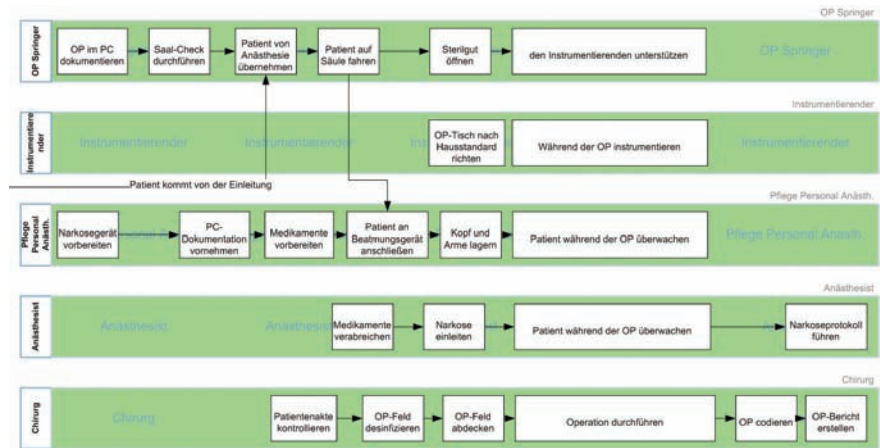 OP Springer
OP Springer
OP im PC
dokumentieren
Saal-Check
durchführen
Patient von
Anästhesie
übernehmen
Patient auf
Säule fahren
Sterilgut
öffnen
den Instrumentierenden unterstützen
OP Springer
Instrumentierender
Instrumentiere
nder
Instrumentierender
Instrumentierender
OP-Tisch nach
Hausstandard
richten
Während der OP instrumentieren
Instrumentierender
Patient kommt von der Einleitung
Pflege Personal Anästh.
Pflege
Personal
Anästh.
Narkosegerät
vorbereiten
PC-
Dokumentation
vornehmen
Medikamente
vorbereiten
Patient an
Beatmungsgerät
anschließen
Kopf und
Arme lagern
Patient während der OP überwachen
Pflege Personal Anästh.
Anästhesist
Anästhesist
Anästhesist
Anästhesist
Medikamente
verabreichen
Narkose
einleiten
Patient während der OP überwachen
Narkoseprotokoll
führen
Chirurg
Chirurg
Chirurg
Patientenakte
kontrollieren
OP-Feld
desinfizieren
OP-Feld
abdecken
Operation durchführen
OP codieren
OP-Bericht
erstellen